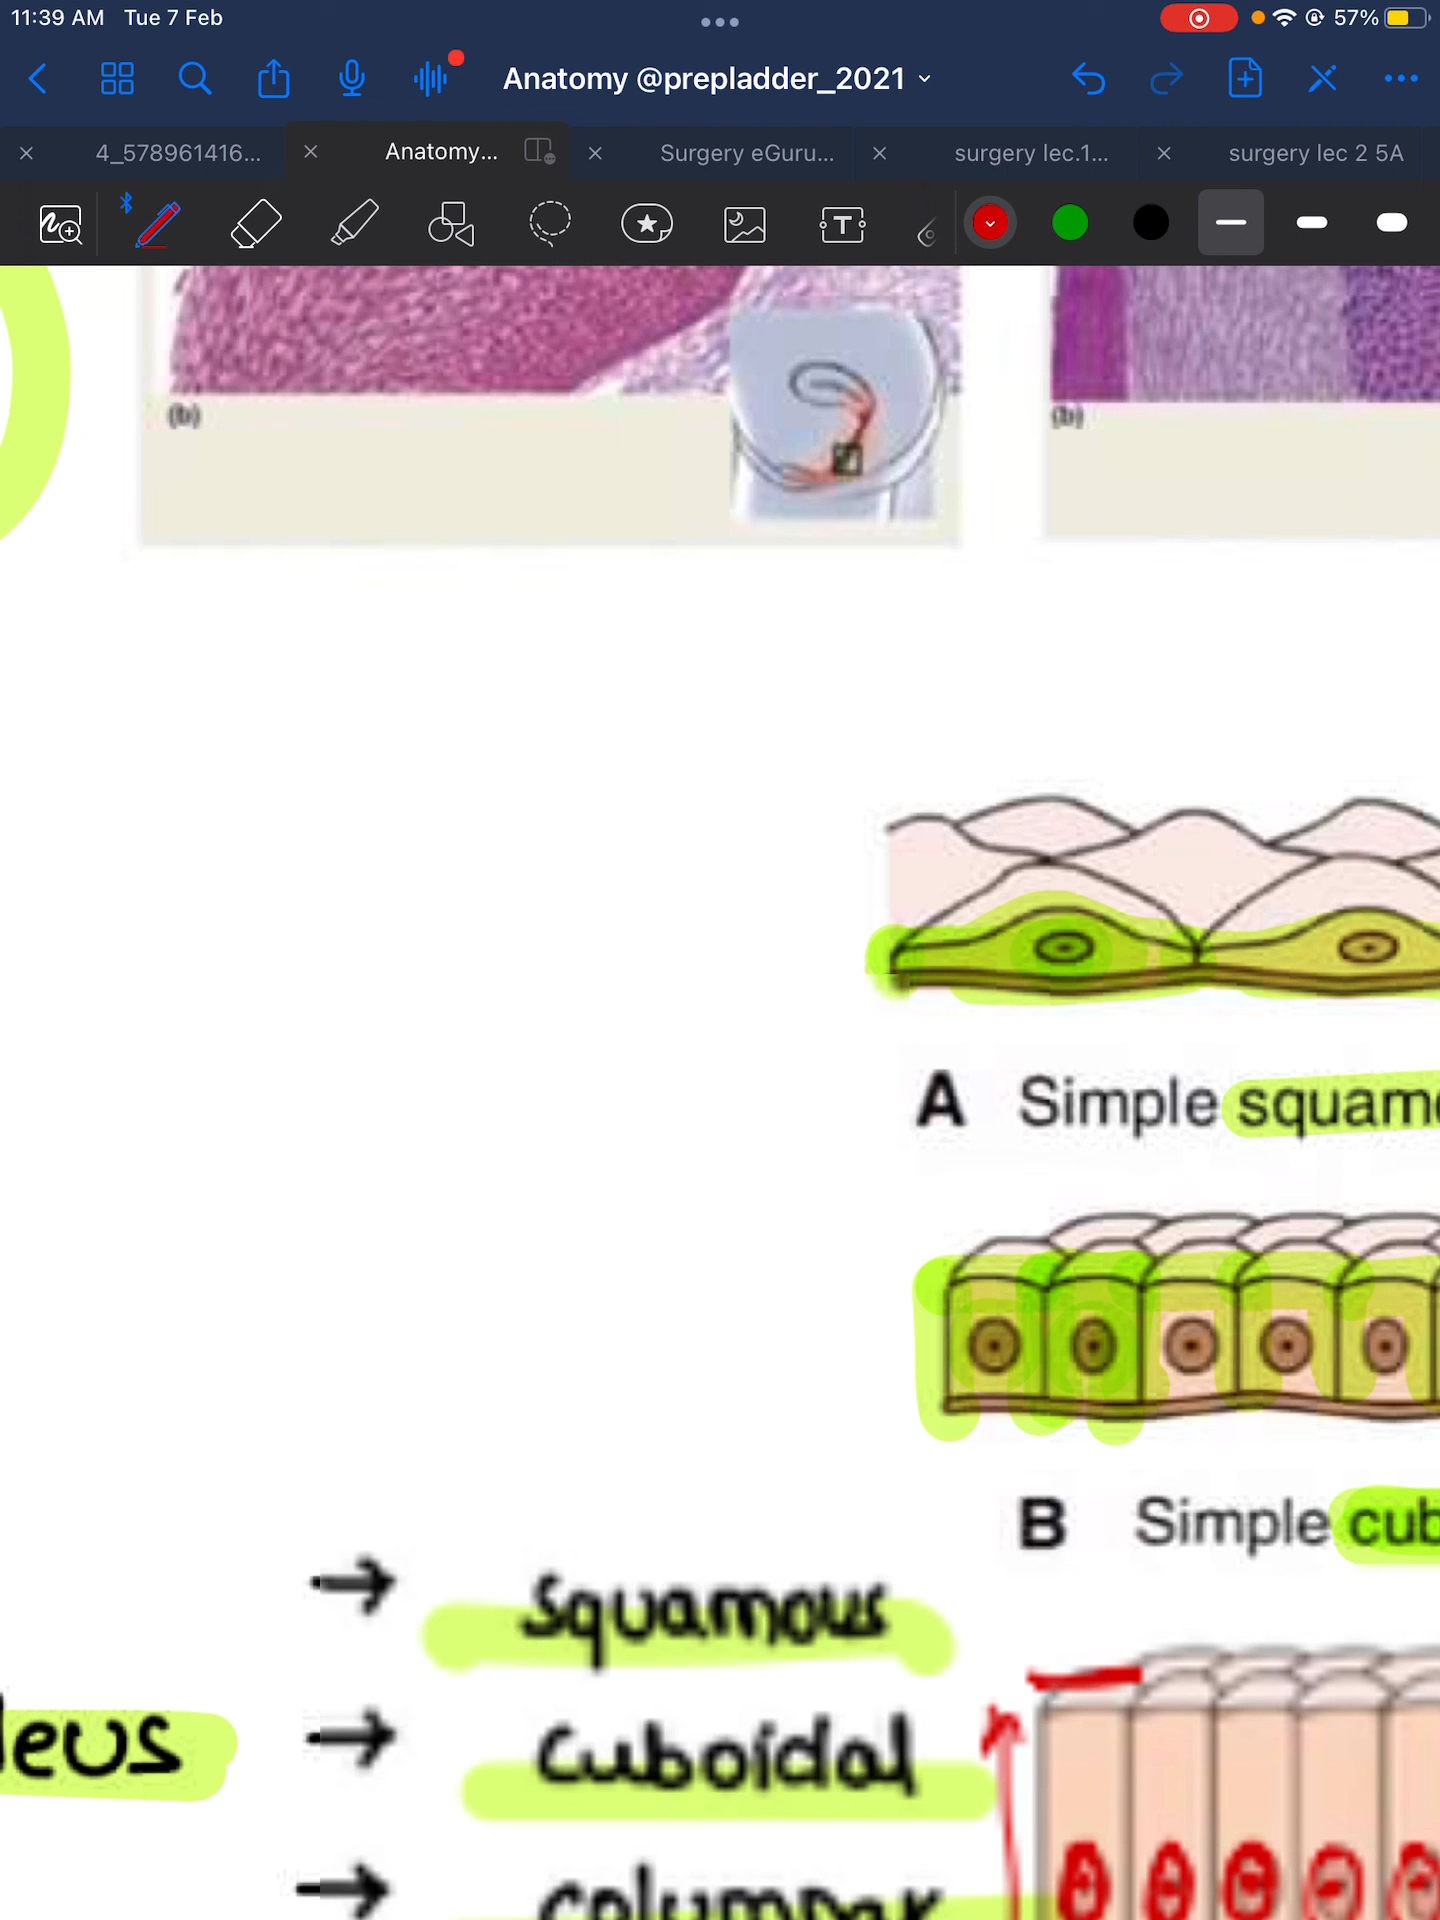 11:39 AM Tue 7 Feb
57%
Anatomy @prepladder_2021
4_578961416...
Anatomy...
Surgery eGuru...
surgery lec.1...
surgery lec 2 5A
T
(b)
(b)
A Simple squam
B Simple cub
→ Squamous
leus → Cuboidal
→ columnar